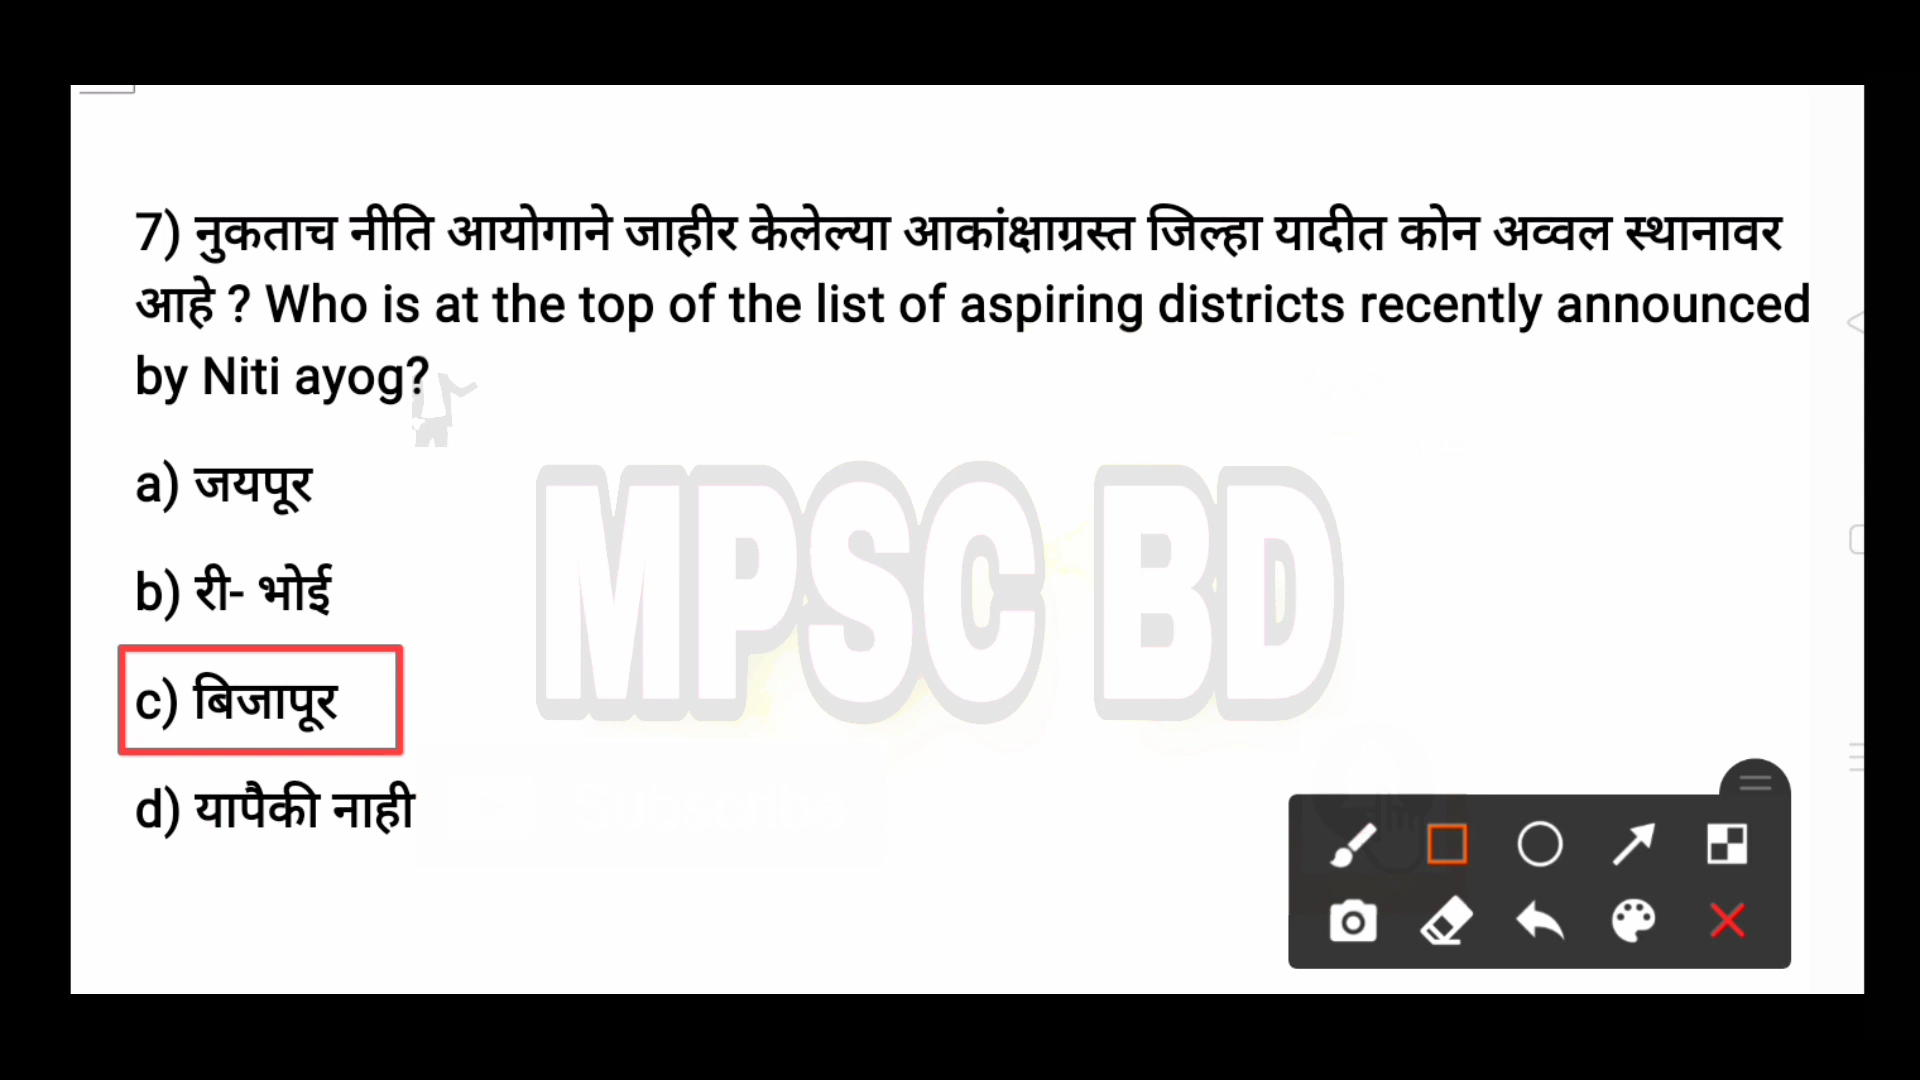 7) नुकताच नीति आयोगाने जाहीर केलेल्या आकांक्षाग्रस्त जिल्हा यादीत कोन अव्वल स्थानावर
आहे ? Who is at the top of the list of aspiring districts recently announced
by Niti ayog?
a) जयपूर
b) री- भोई
c) बिजापूर
d) यापैकी नाही
MPSC BD
Subscribe